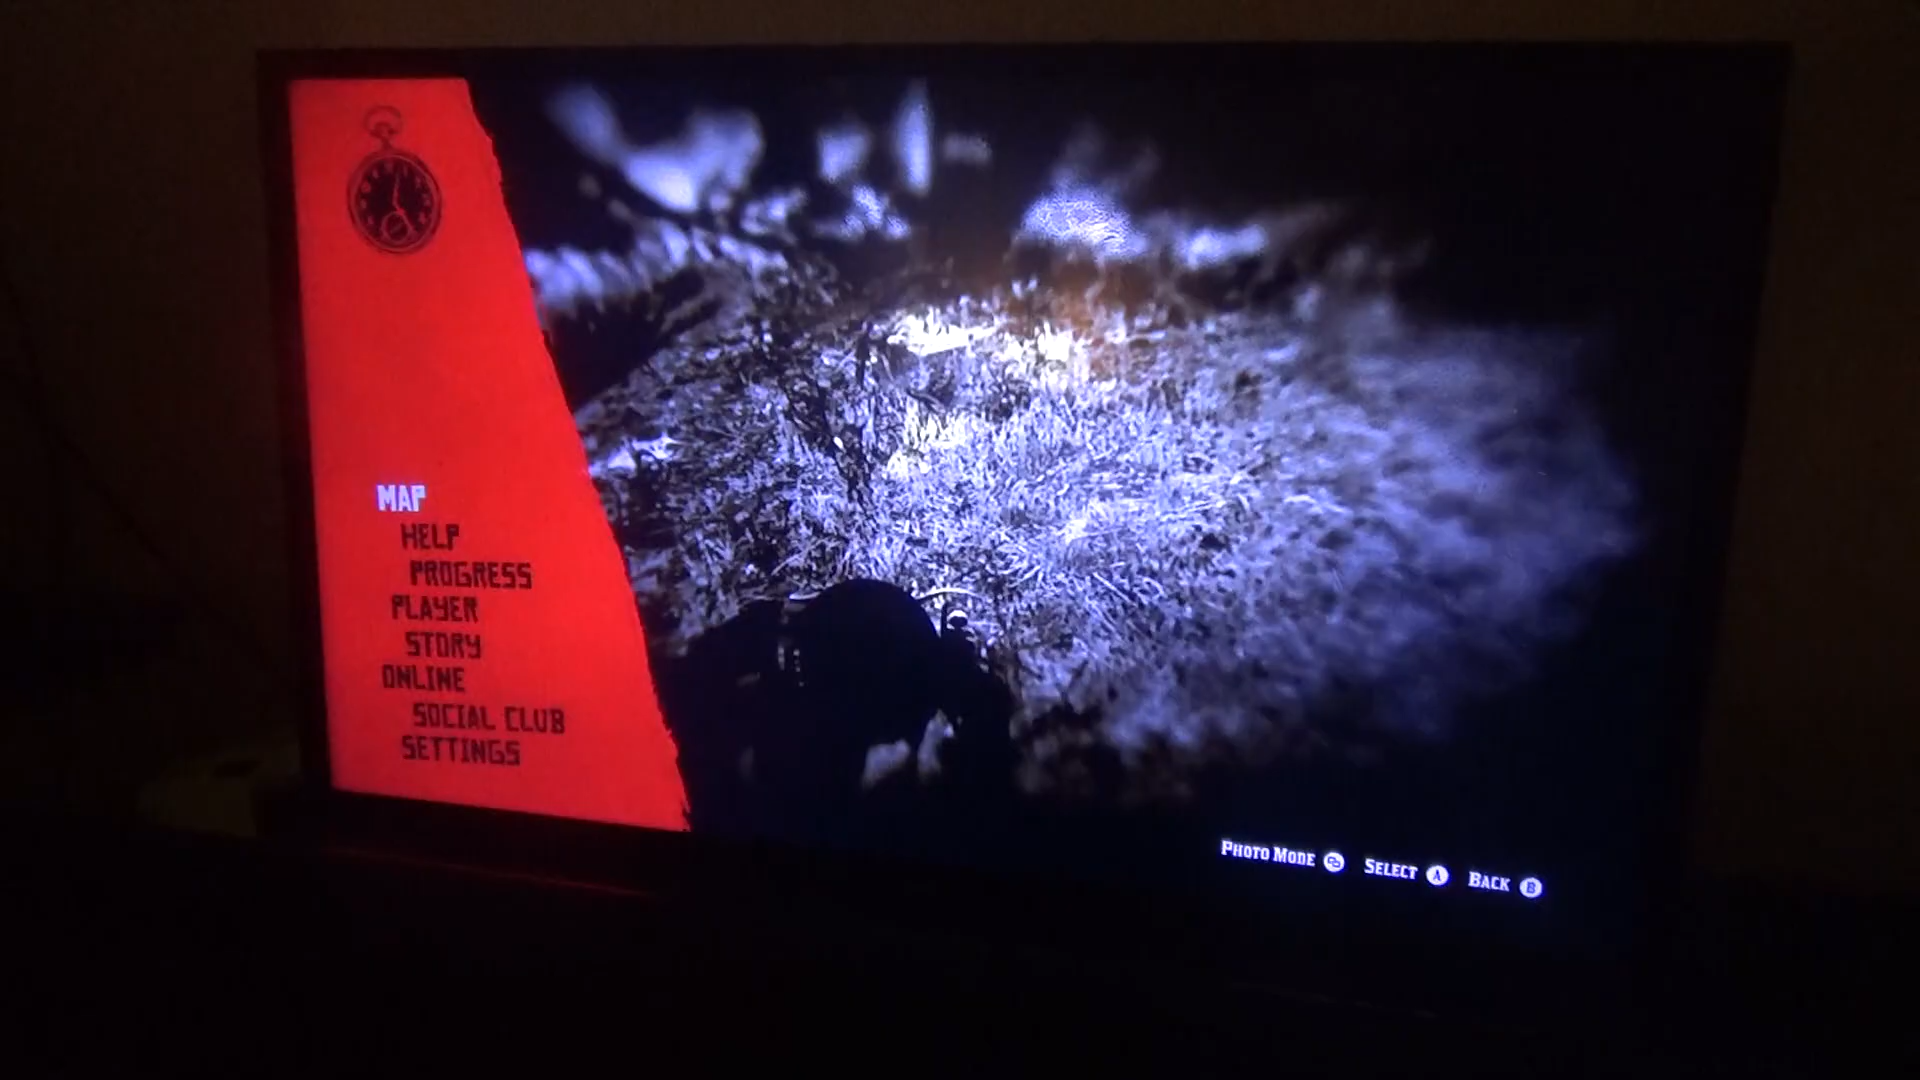 MAP
HELP
PROGRESS
PLAYER
STORY
ONLINE
SOCIAL CLUB
SETTINGS
PHOTO MODE SELECT A BACK B